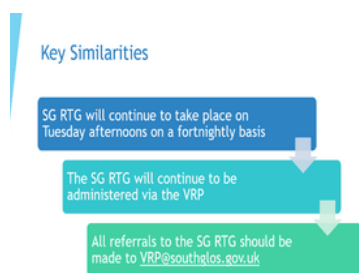 Key Similarities
SG RTG will continue to take place on
Tuesday afternoons on a fortnightly basis
The SG RTG will continue to be
administered via the VRP
All referrals to the SG RTG should be
made to VRP@southglos.gov.uk